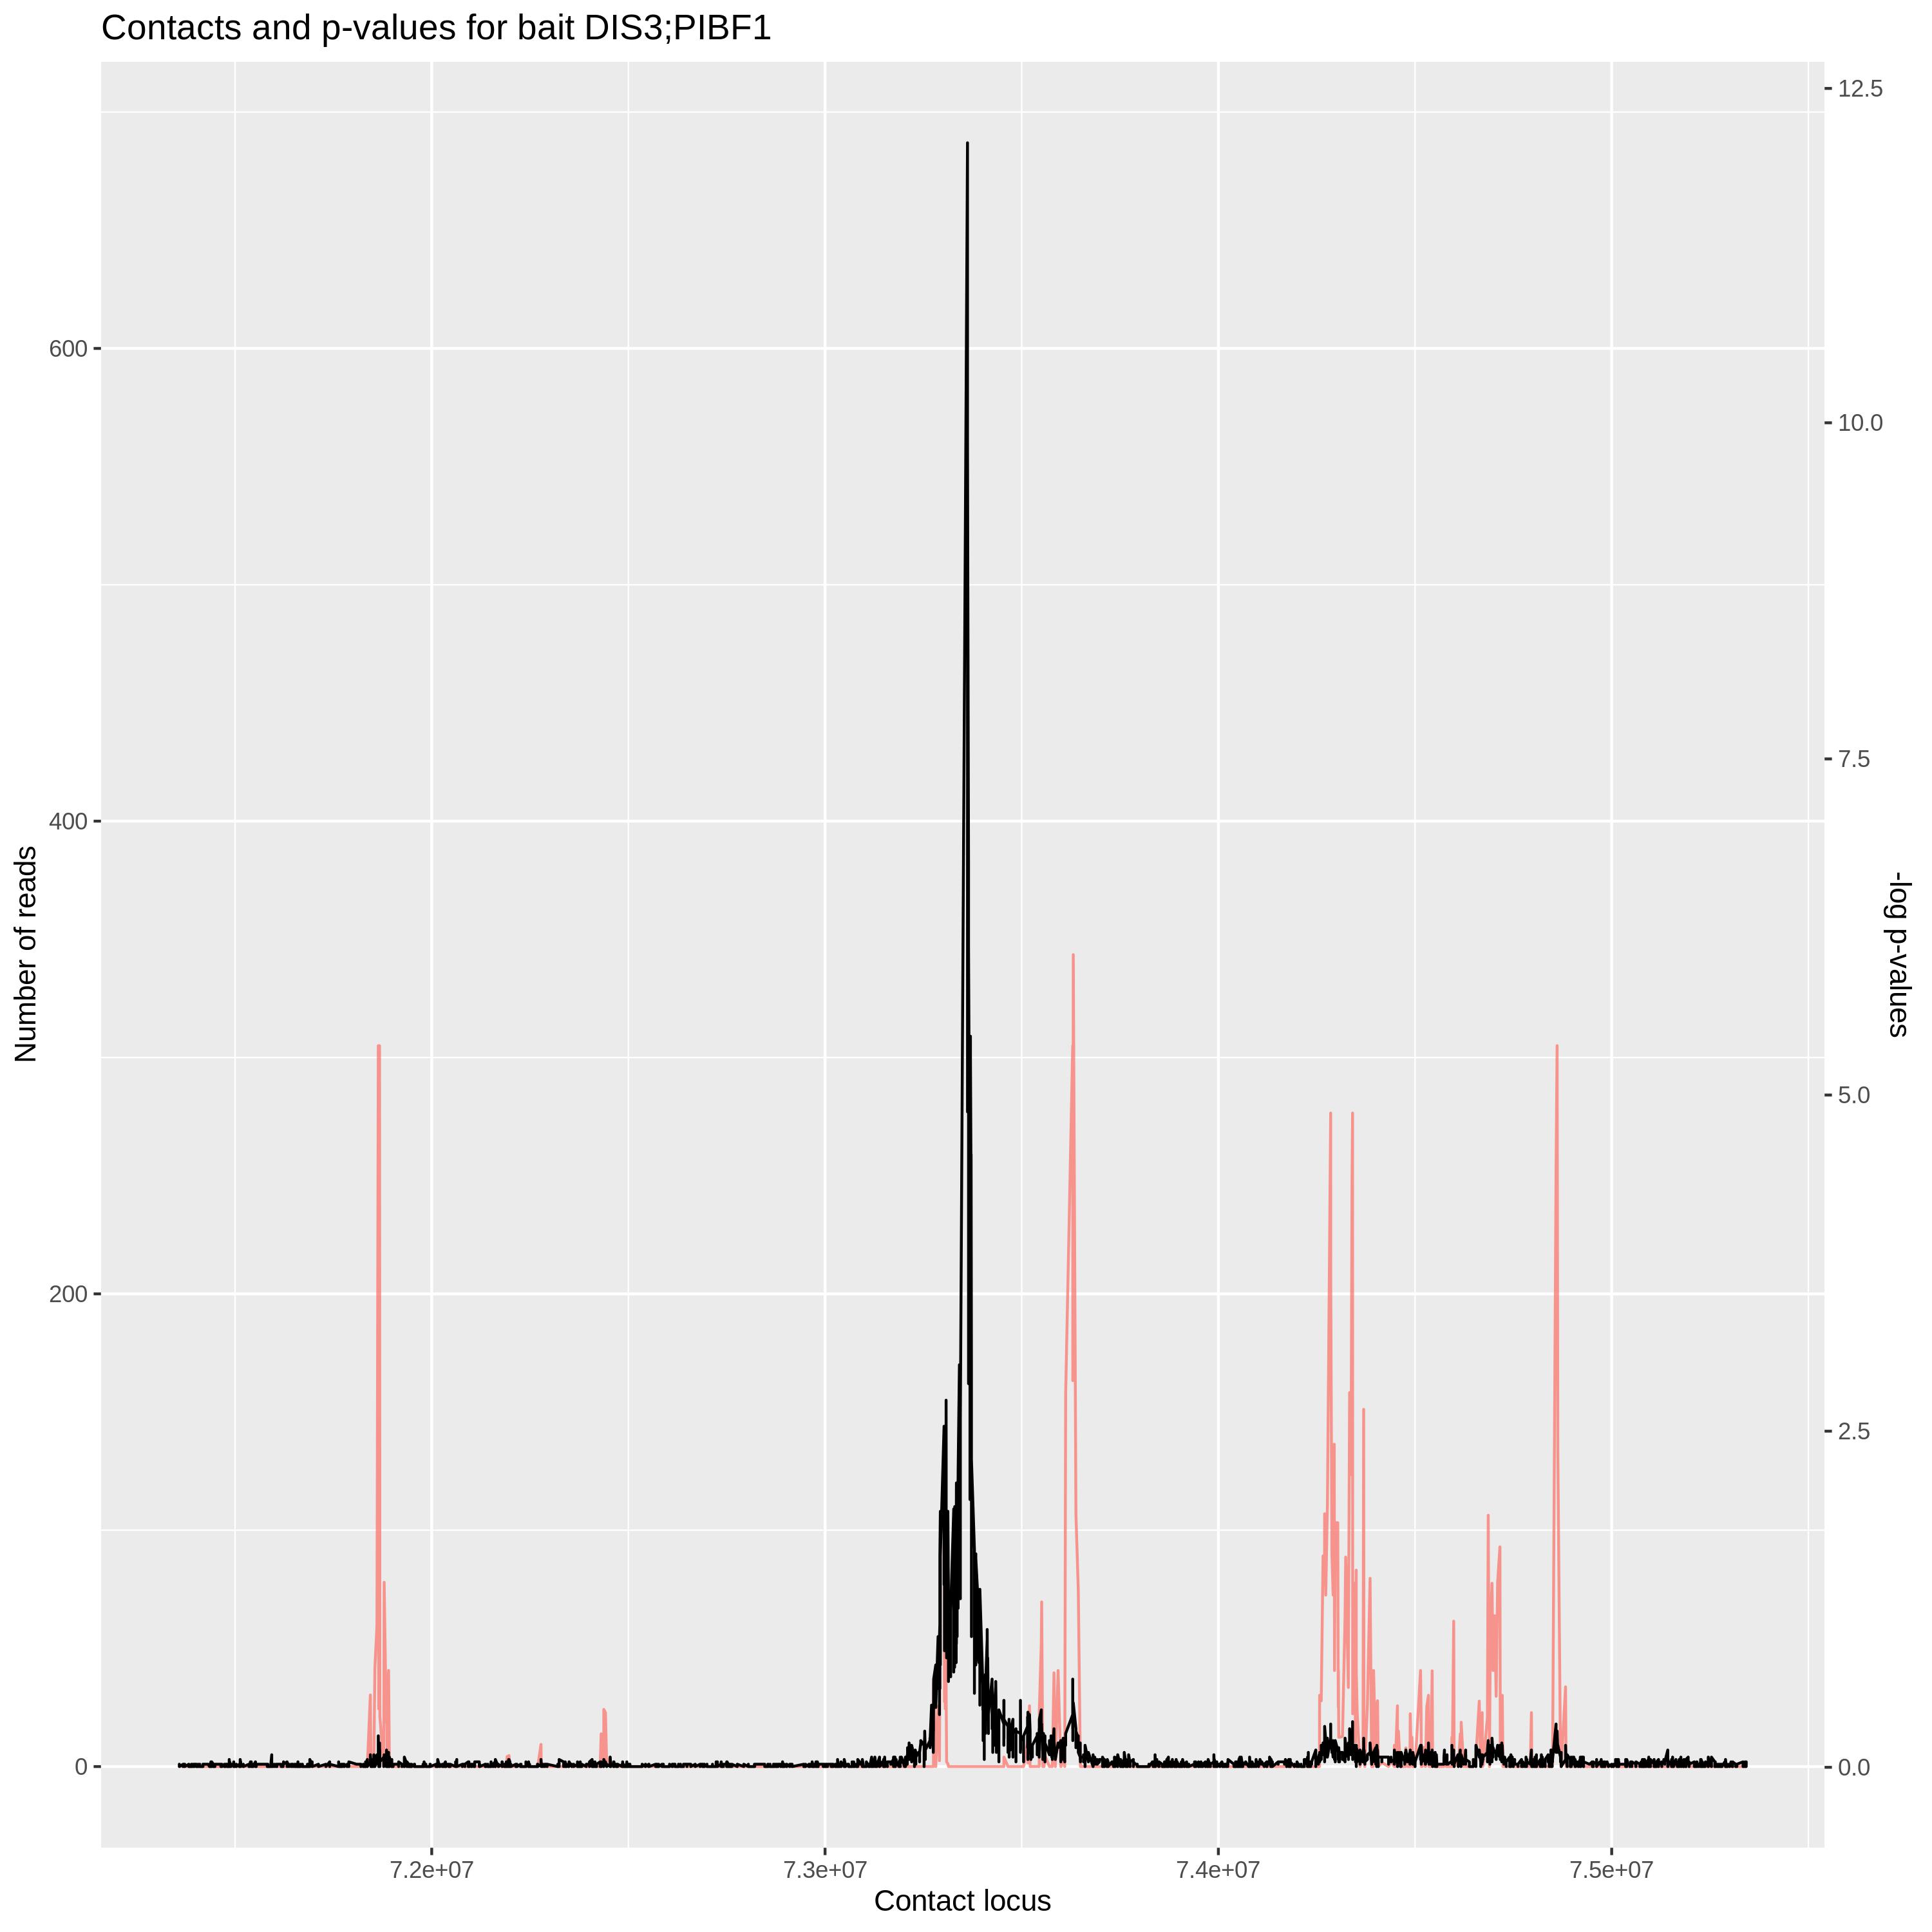 Contacts and p-values for bait DIS3;PIBF1
12.5
600
10.0
7.5
400
Number of reads
-log p-values
5.0
200
2.5
0
0.0
7.2e+07
7.3e+07
7.4e+07
7.5e+07
Contact locus